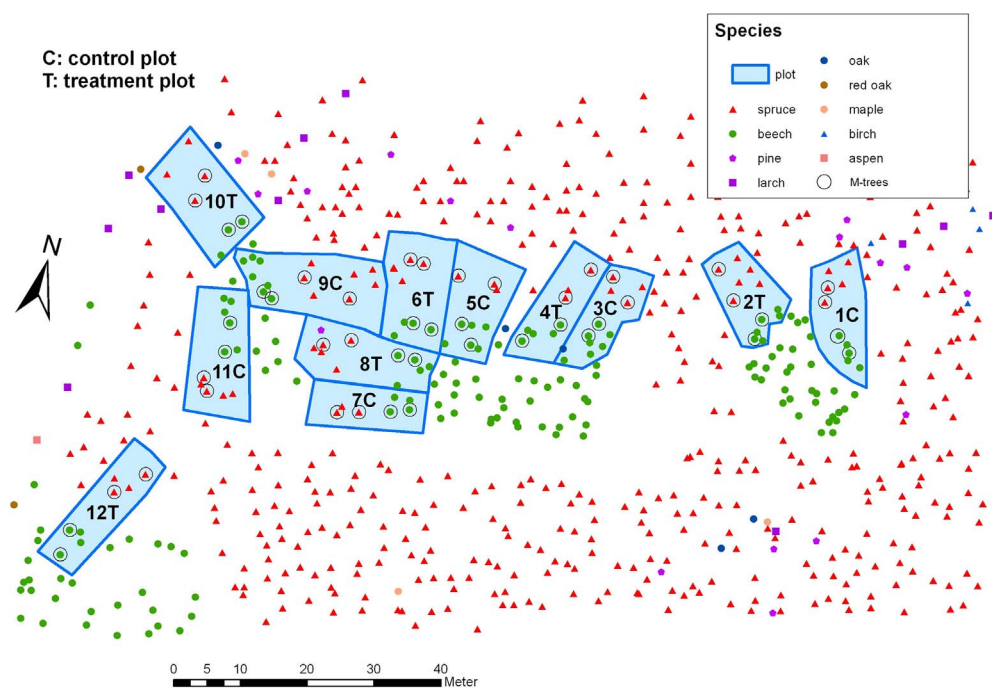 C: control plot
T: treatment plot
Species
plot
spruce
beech
pine
larch
oak
red oak
maple
birch
aspen
M-trees
N
10T
9C
6T
5C
4T
3C
2T
1C
11C
8T
7C
12T
0 5 10 20 30 40
Meter